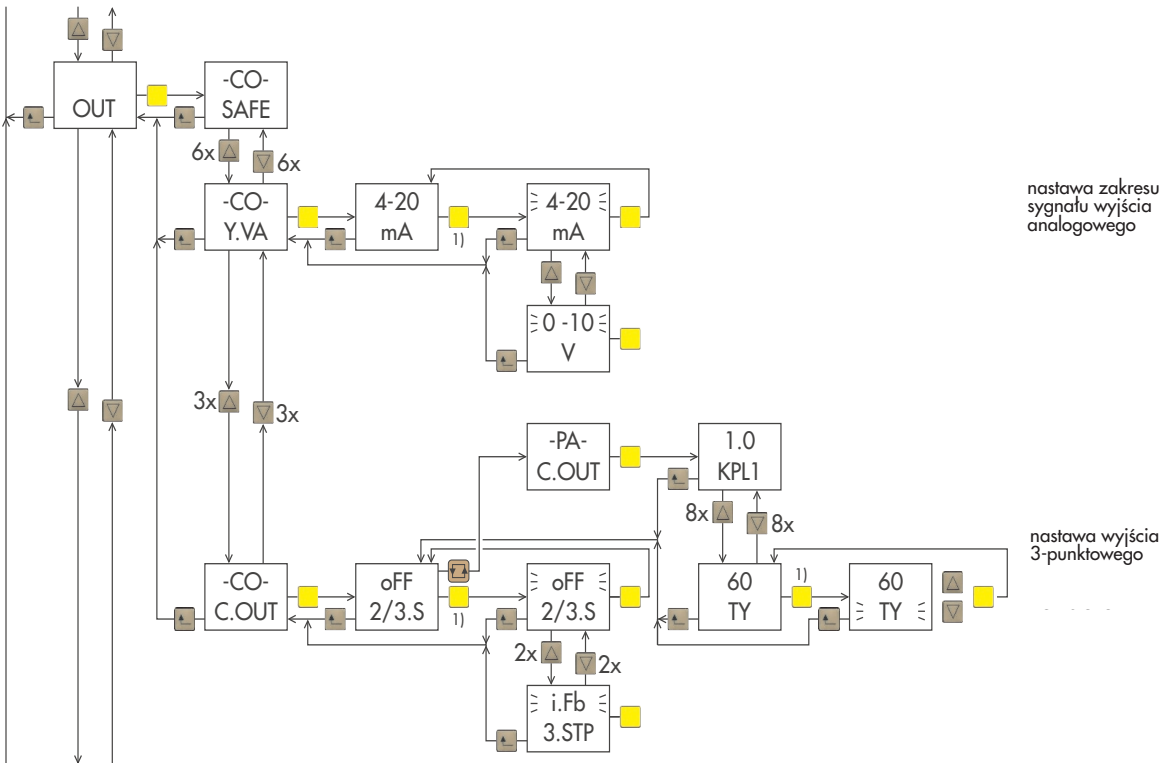 OUT
-CO-
SAFE
6x
6x
-CO-
Y.VA
4-20
mA
1)
4-20
mA
0 -10
V
nastawa zakresu
sygnału wyjścia
analogowego
3x
3x
-PA-
C.OUT
1.0
KPL1
8x
8x
-CO-
C.OUT
oFF
2/3.S
1)
oFF
2/3.S
2x
2x
i.Fb
3.STP
60
TY
1)
60
TY
nastawa wyjścia
3-punktowego
- - - -